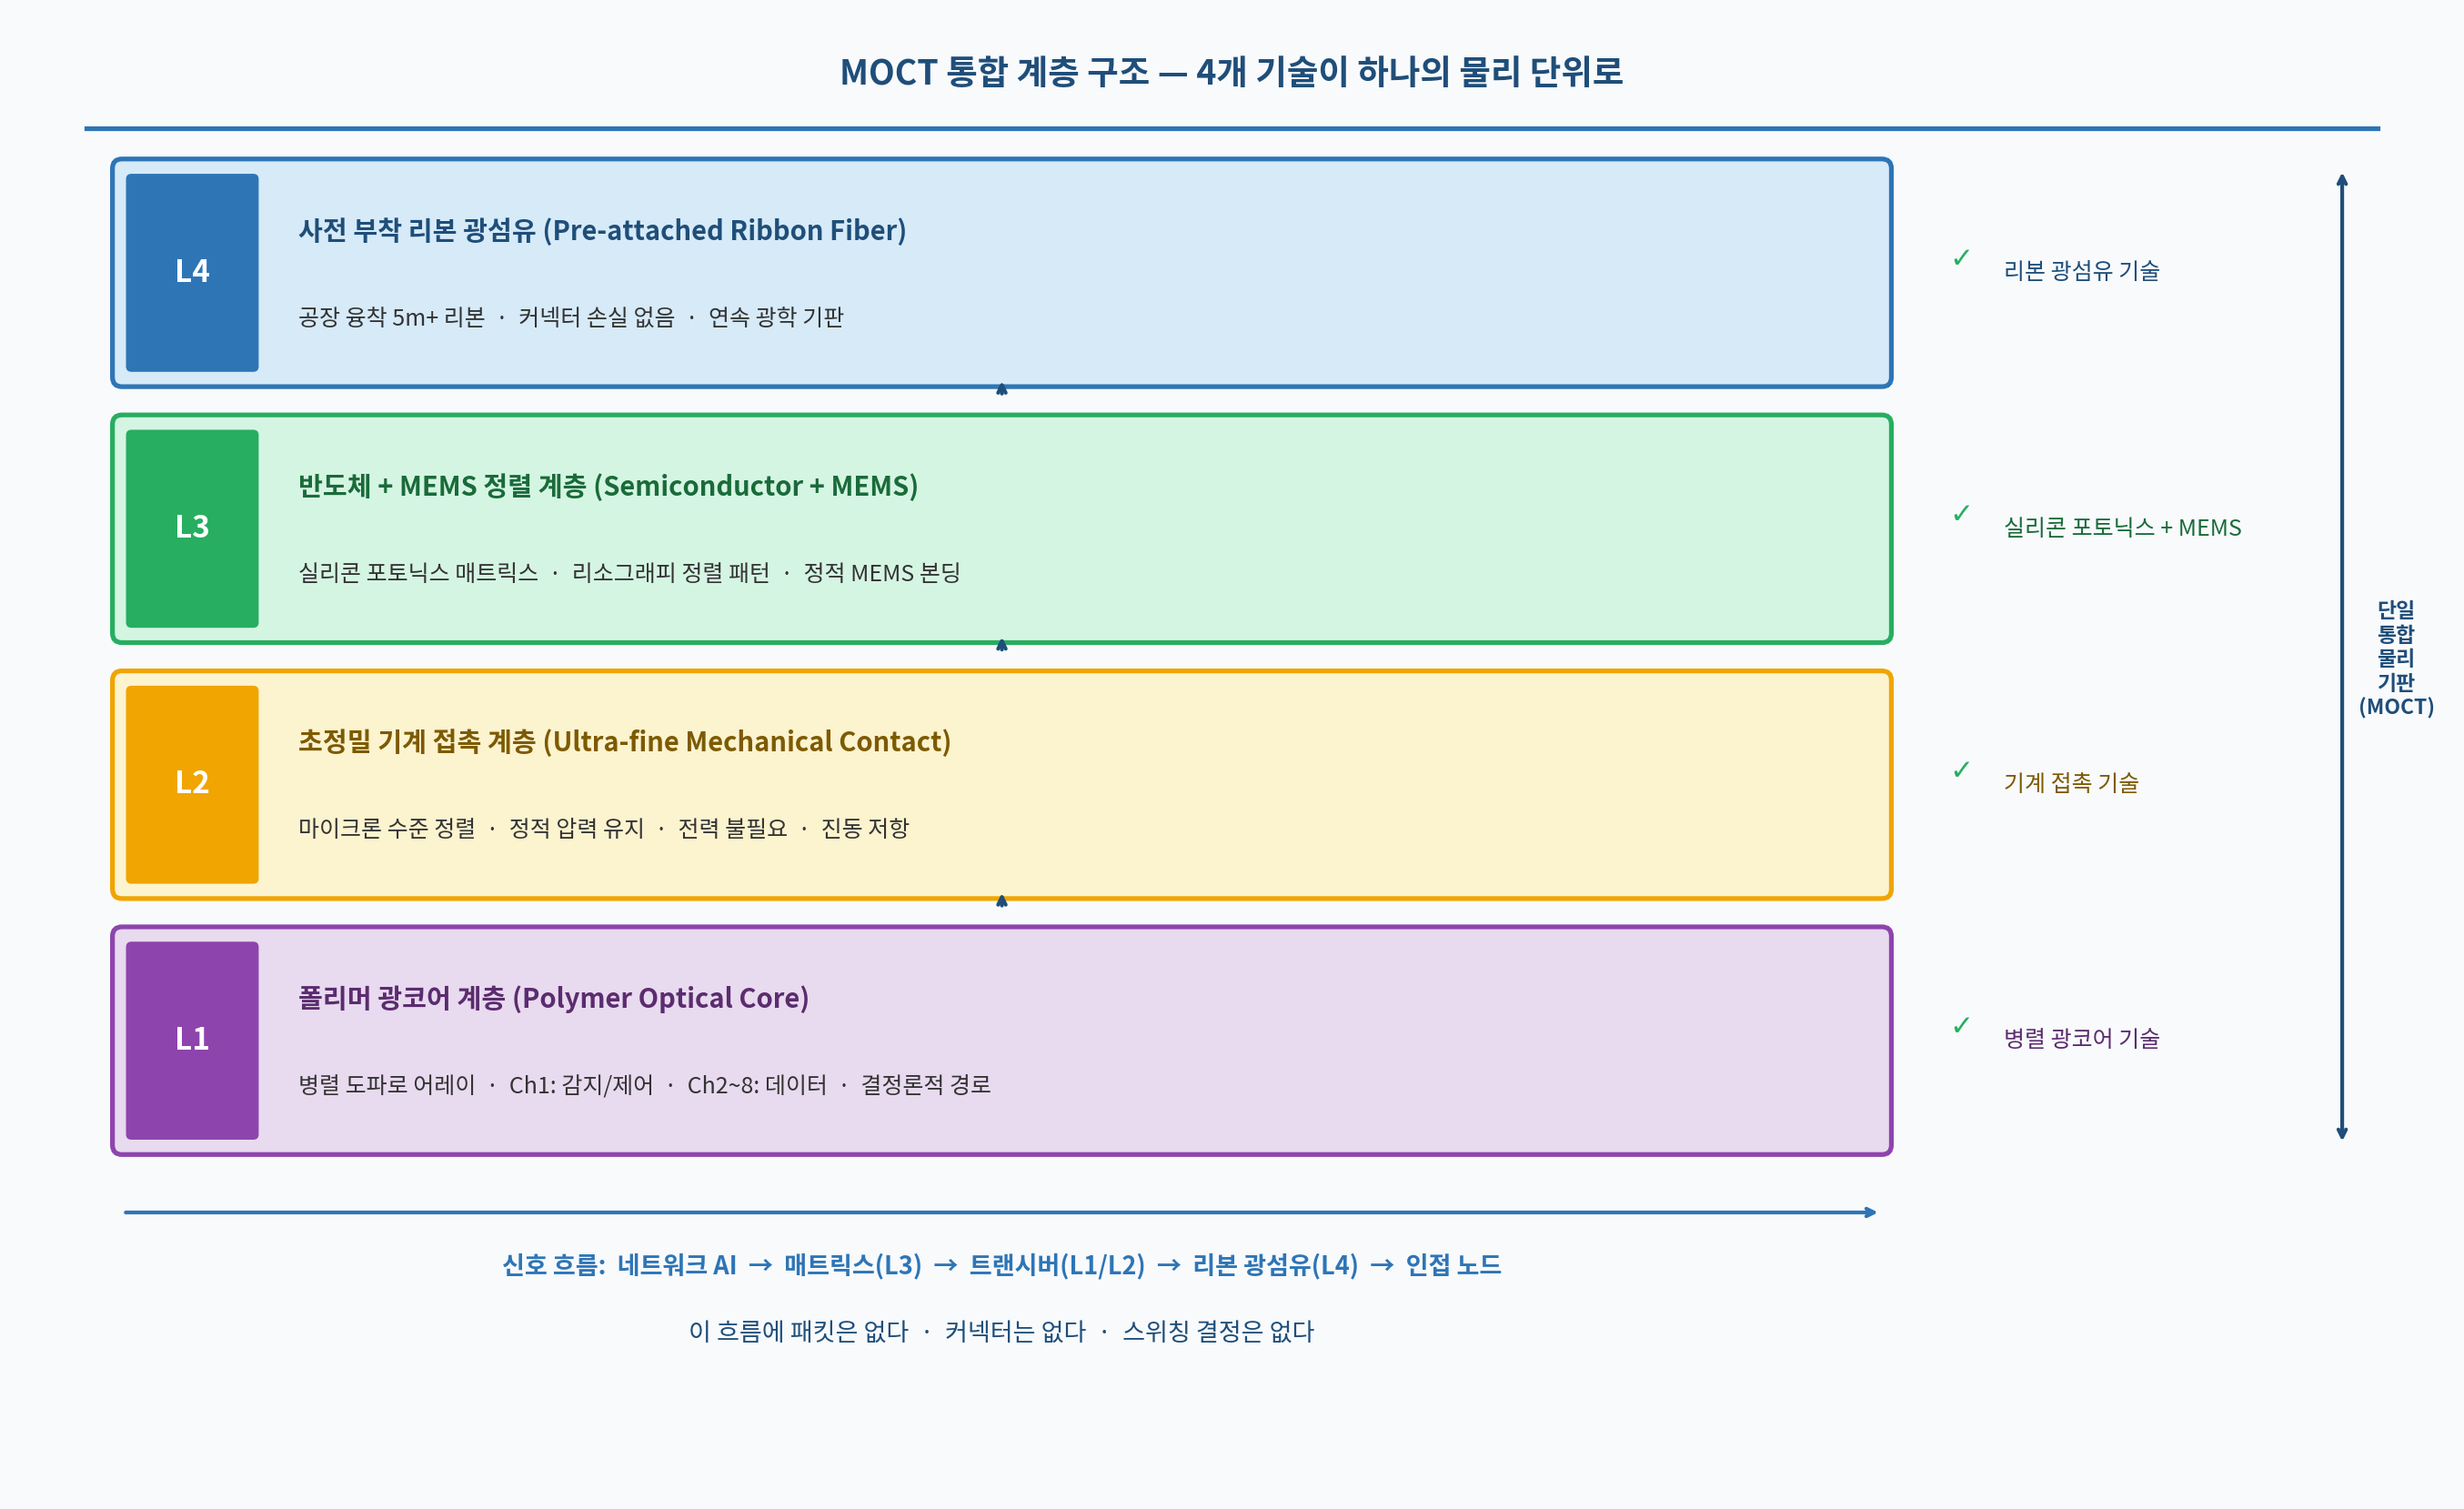 MOCT 통합 계층 구조 — 4개 기술이 하나의 물리 단위로
L4
사전 부착 리본 광섬유 (Pre-attached Ribbon Fiber)
공장 융착 5m+ 리본 · 커넥터 손실 없음 · 연속 광학 기판
✓ 리본 광섬유 기술
L3
반도체 + MEMS 정렬 계층 (Semiconductor + MEMS)
실리콘 포토닉스 매트릭스 · 리소그래피 정렬 패턴 · 정적 MEMS 본딩
✓ 실리콘 포토닉스 + MEMS
L2
초정밀 기계 접촉 계층 (Ultra-fine Mechanical Contact)
마이크론 수준 정렬 · 정적 압력 유지 · 전력 불필요 · 진동 저항
✓ 기계 접촉 기술
L1
폴리머 광코어 계층 (Polymer Optical Core)
병렬 도파로 어레이 · Ch1: 감지/제어 · Ch2~8: 데이터 · 결정론적 경로
✓ 병렬 광코어 기술
단일
통합
물리
기판
(MOCT)
신호 흐름: 네트워크 AI → 매트릭스(L3) → 트랜시버(L1/L2) → 리본 광섬유(L4) → 인접 노드
이 흐름에 패킷은 없다 · 커넥터는 없다 · 스위칭 결정은 없다